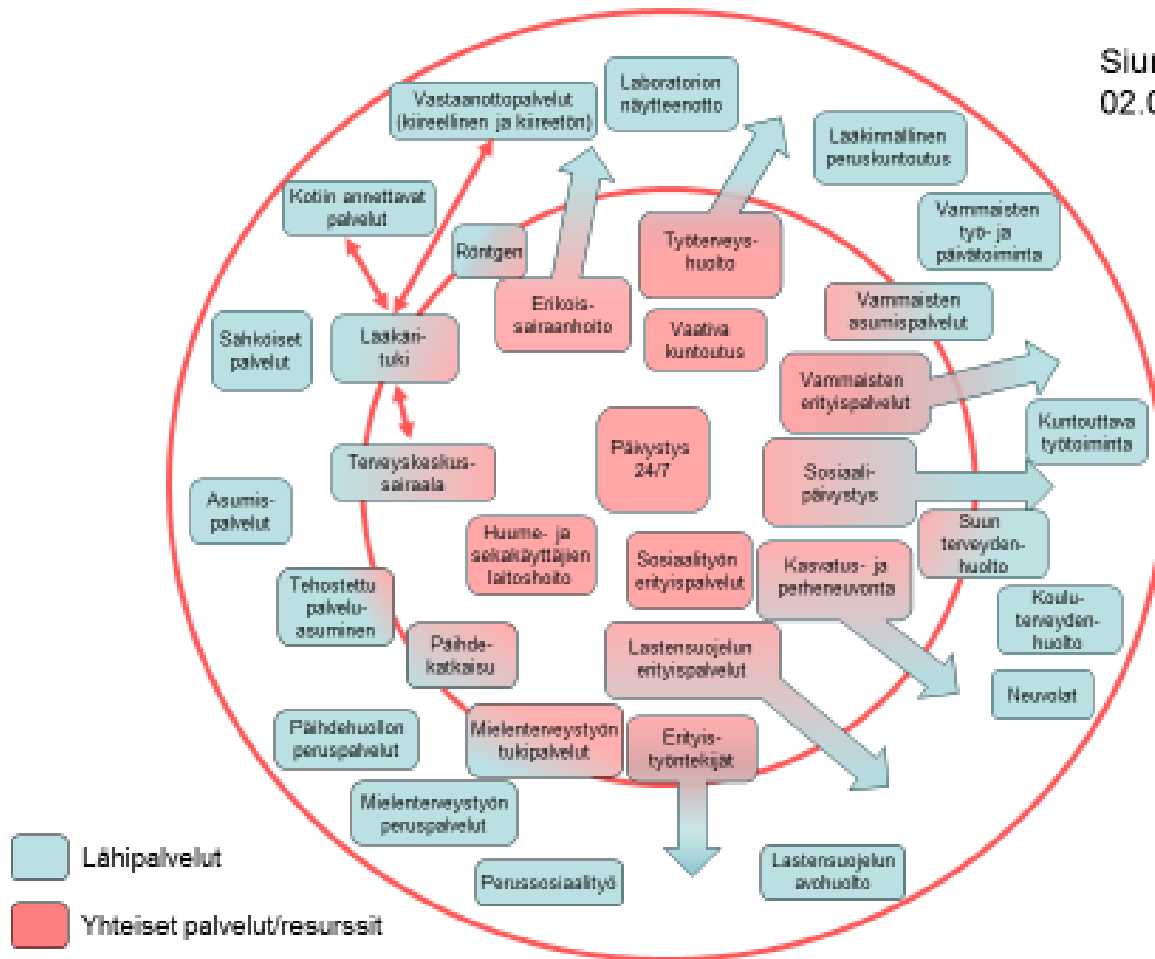 Laboratorion
näytteenotto
Vastaanottopalvelut
(kiireellinen ja kiireetön)
02.0
Lääkinnällinen
peruskuntoutus
Kotiin annettavat
palvelut
Vammaisten
työ- ja
päivätoiminta
Röntgen
Työterveys-
huolto
Erikois-
sairaanhoito
Vammaisten
asumispalvelut
Sähköiset
palvelut
Lääkäri-
tuki
Vaativa
kuntoutus
Vammaisten
erityispalvelut
Kuntouttava
työtoiminta
Päivystys
24/7
Terveyskeskus-
sairaala
Sosiaali-
päivystys
Asumis-
palvelut
Huume- ja
sekakäyttäjien
laitoshoito
Sosiaalityön
erityispalvelut
Kasvatus- ja
perheneuvonta
Suun
terveyden-
huolto
Tehostettu
palvelu-
asuminen
Koulu-
terveyden-
huolto
Päihde-
katkaisu
Lastensuojelun
erityispalvelut
Neuvolat
Päihdehuollon
peruspalvelut
Mielenterveystyön
tukipalvelut
Erityis-
työntekijät
Mielenterveystyön
peruspalvelut
Perussosiaalityö
Lastensuojelun
avohuolto
Lähipalvelut
Yhteiset palvelut/resurssit